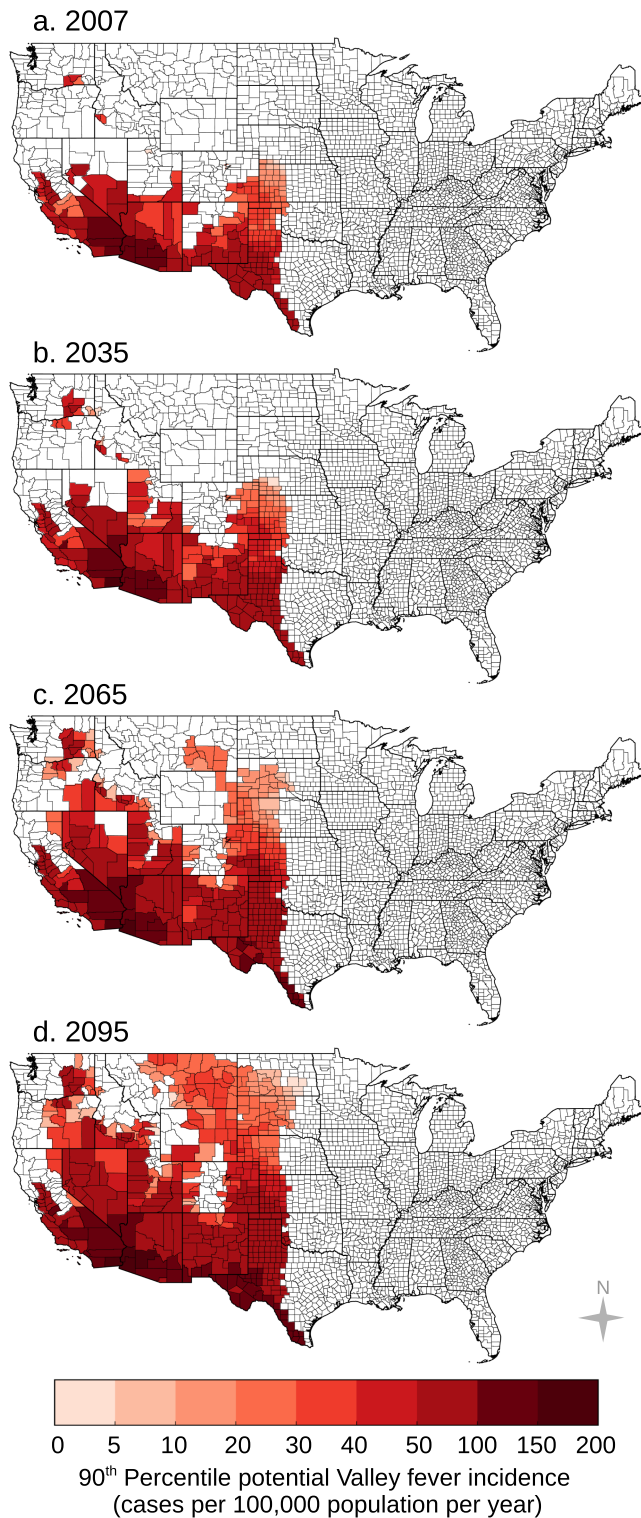 a. 2007
b. 2035
c. 2065
d. 2095
N
0 5 10 20 30 40 50 100 150 200
90th Percentile potential Valley fever incidence
(cases per 100,000 population per year)